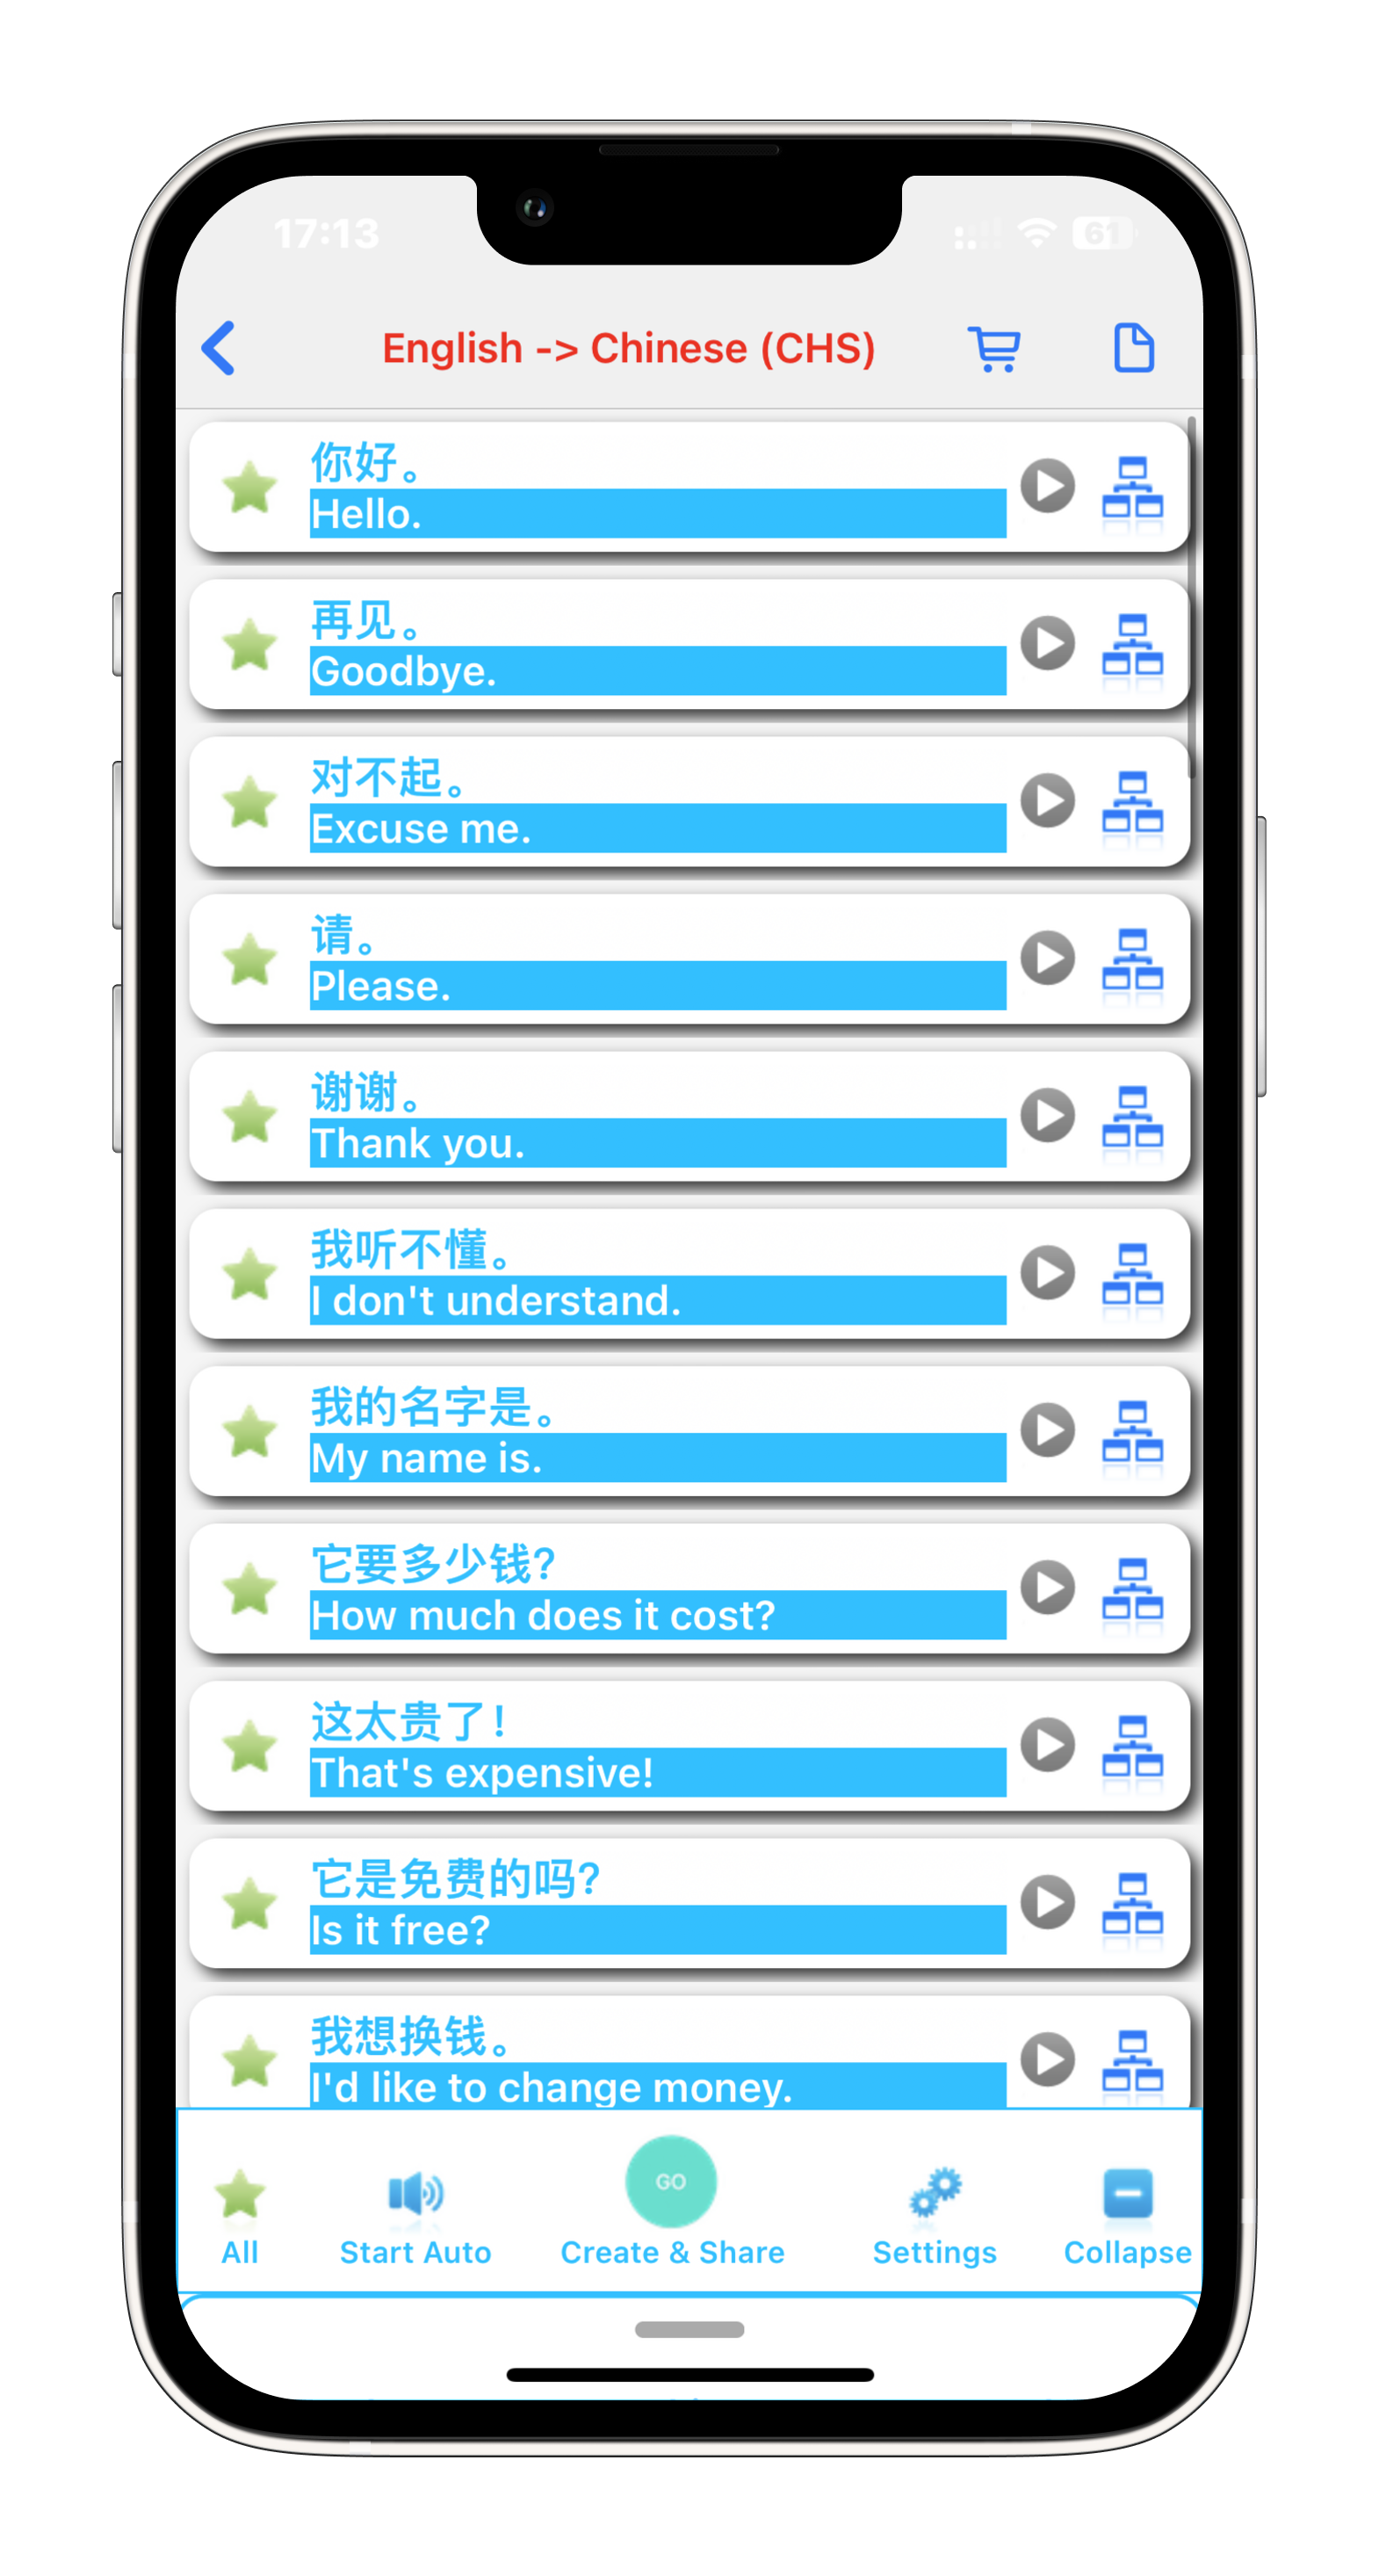 17:13
61
English -> Chinese (CHS)
你好。
Hello.
再见。
Goodbye.
对不起。
Excuse me.
请。
Please.
谢谢。
Thank you.
我听不懂。
I don't understand.
我的名字是。
My name is.
它要多少钱?
How much does it cost?
这太贵了！
That's expensive!
它是免费的吗?
Is it free?
我想换钱。
I'd like to change money.
GO
All
Start Auto
Create & Share
Settings
Collapse